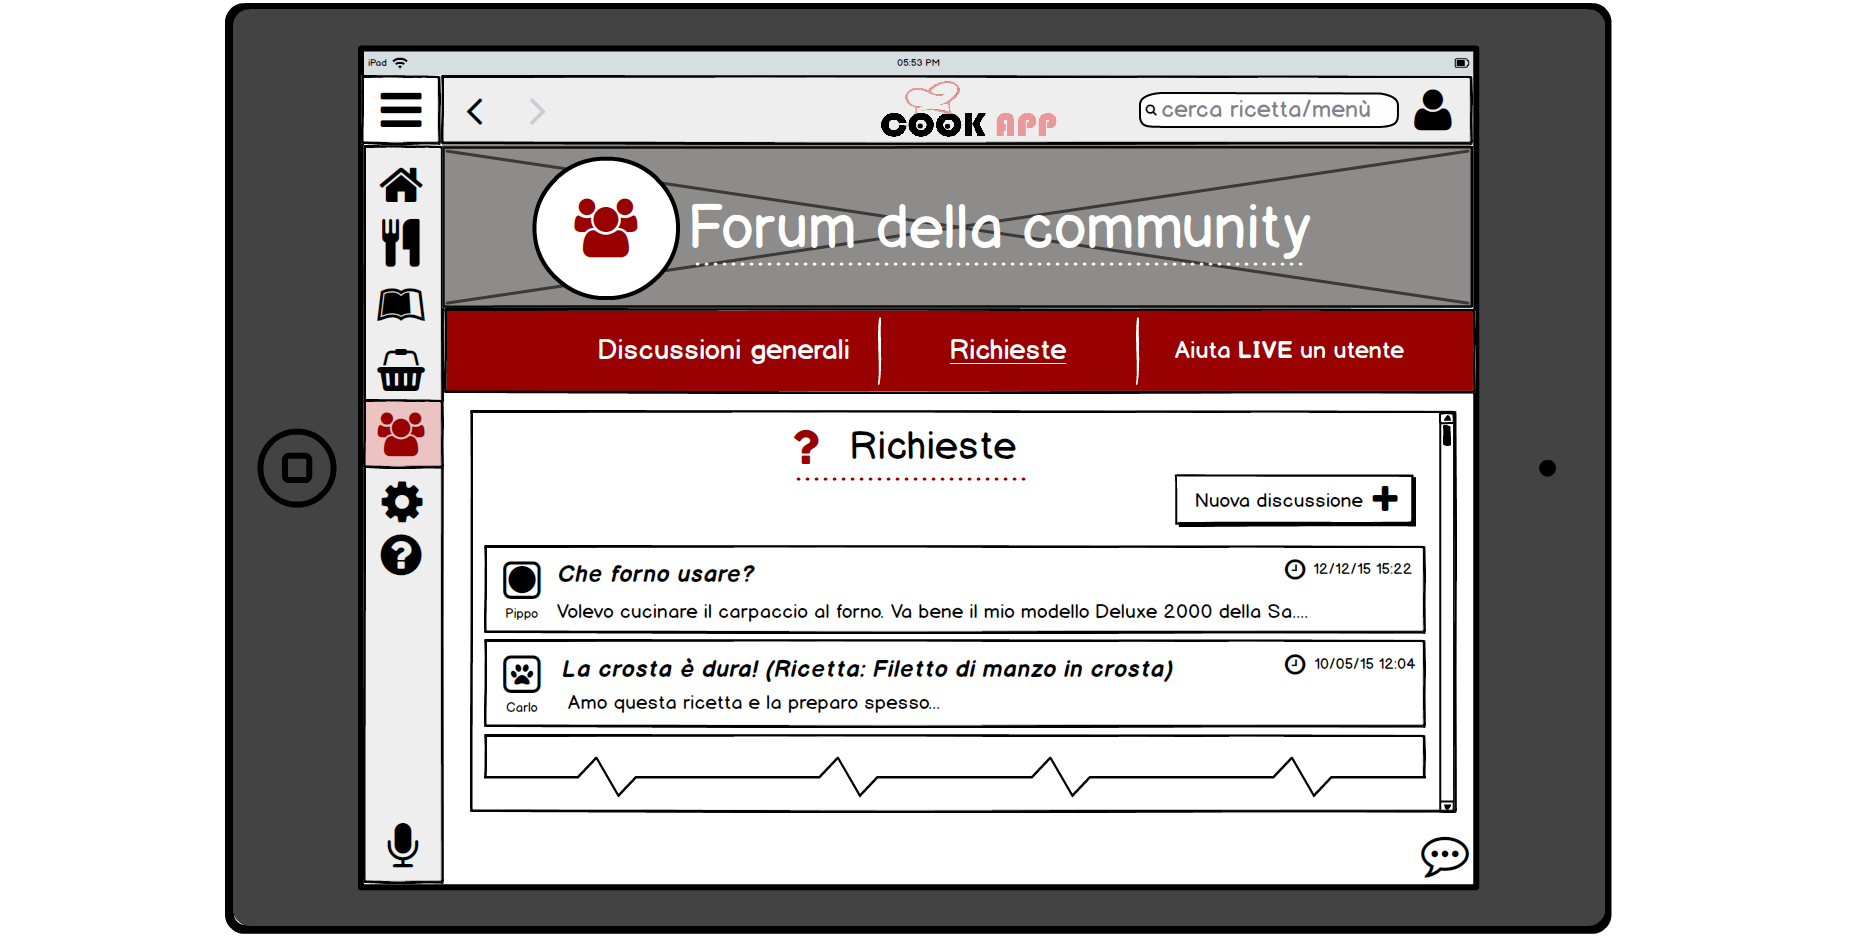 iPad
05:53 PM
COOK APP
cerca ricetta/menù
Forum della community
Discussioni generali
Richieste
Aiuta LIVE un utente
? Richieste
Nuova discussione
Che forno usare?
12/12/15 15:22
Pippo
Volevo cucinare il carpaccio al forno. Va bene il mio modello Deluxe 2000 della Sa....
La crosta è dura! (Ricetta: Filetto di manzo in crosta)
10/05/15 12:04
Carlo
Amo questa ricetta e la preparo spesso...